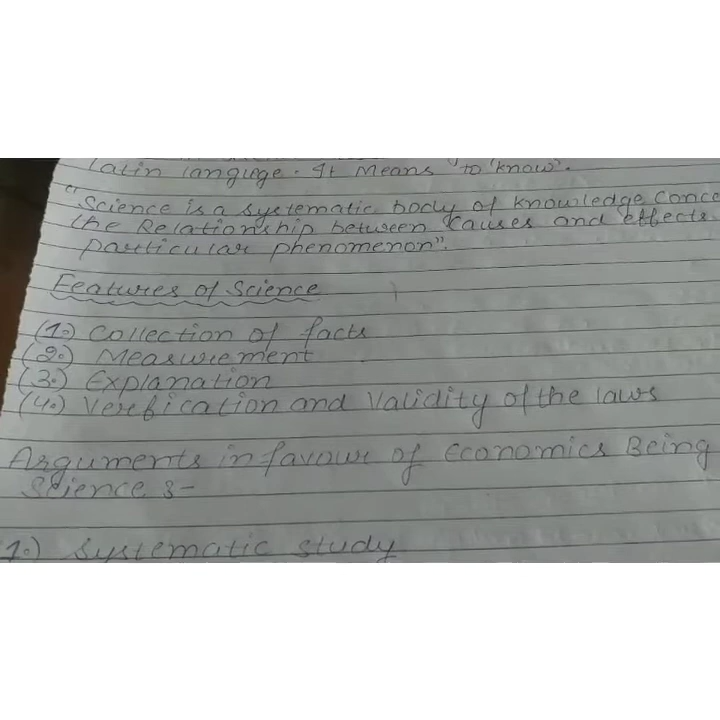 Latin languege. It Means "to know".
"Science is a systematic body of knowledge Conce
the Relationship between Causes and effects.
particular phenomenon".
Features of Science
(1.) Collection of facts
(2.) Measurement
(3.) Explanation
(4.) Verification and Validity of the laws
Arguments in favour of Economics Being
Science :-
1.) Systematic study